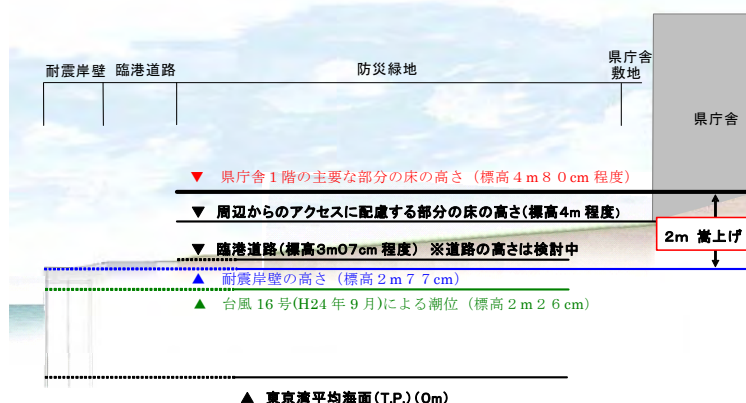 耐震岸壁 臨港道路 防災緑地 県庁舎敷地
県庁舎
▼ 県庁舎1階の主要な部分の床の高さ（標高4m80cm程度）
▼ 周辺からのアクセスに配慮する部分の床の高さ(標高4m 程度)
2m 嵩上げ
▼ 臨港道路(標高3m07cm 程度) ※道路の高さは検討中
▲ 耐震岸壁の高さ（標高2m77cm）
▲ 台風16号(H24年9月)による潮位（標高2m26cm）
▲ 東京湾平均海面(T.P.)(0m)